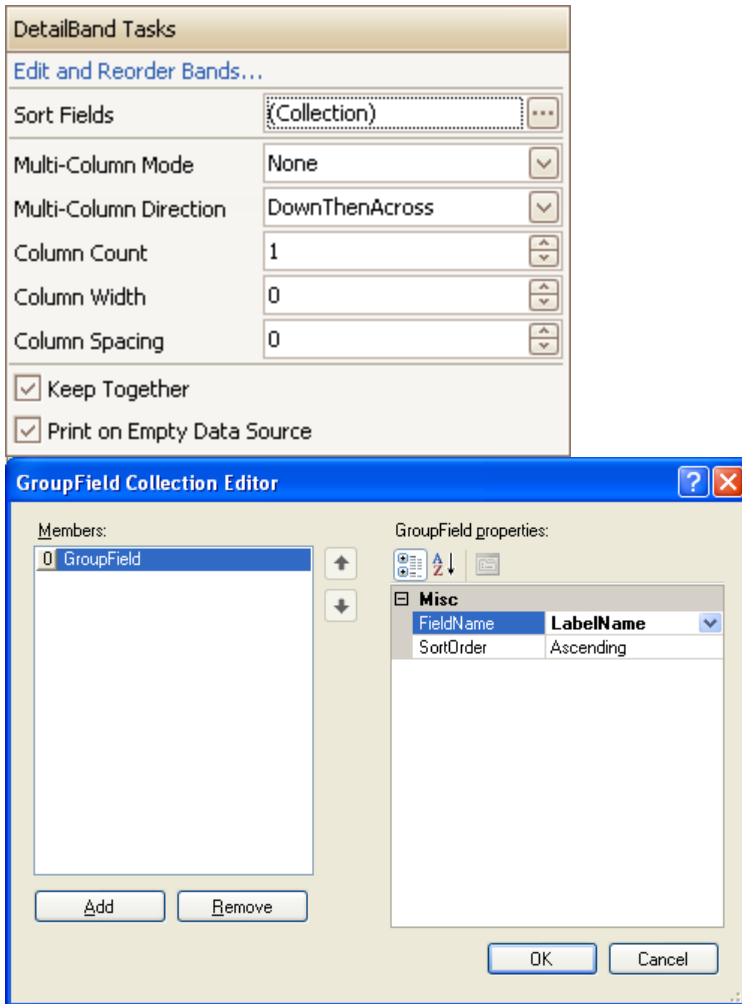 DetailBand Tasks
Edit and Reorder Bands...
Sort Fields (Collection) ...
Multi-Column Mode None
Multi-Column Direction DownThenAcross
Column Count 1
Column Width 0
Column Spacing 0
Keep Together
Print on Empty Data Source
GroupField Collection Editor ?
Members: GroupField properties:
0 GroupField
A Z
Misc
FieldName LabelName
SortOrder Ascending
Add Remove
OK Cancel